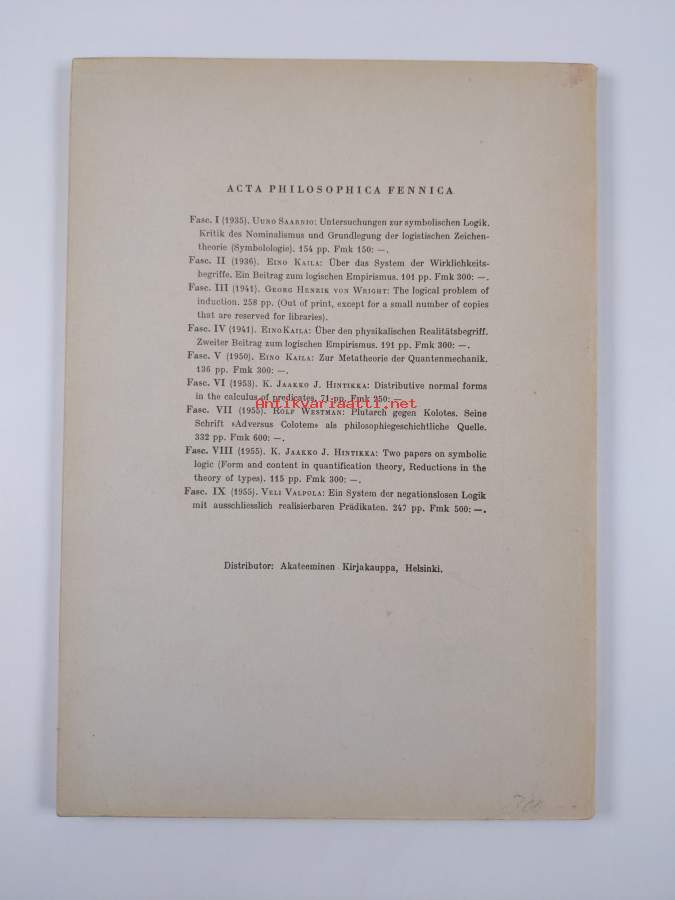 ACTA PHILOSOPHICA FENNICA
Fasc. I (1935). UUNO SAARNIO: Untersuchungen zur symbolischen Logik.
Kritik des Nominalismus und Grundlegung der logistischen Zeichen-
theorie (Symbolologie). 154 pp. Fmk 150: —.
Fasc. II (1936). EINO KAILA: Über das System der Wirklichkeits-
begriffe. Ein Beitrag zum logischen Empirismus. 101 pp. Fmk 300: —.
Fasc. III (1941). GEORG HENRIK VON WRIGHT: The logical problem of
induction. 258 pp. (Out of print, except for a small number of copies
that are reserved for libraries).
Fasc. IV (1941). EINO KAILA: Über den physikalischen Realitätsbegriff.
Zweiter Beitrag zum logischen Empirismus. 191 pp. Fmk 300: —.
Fasc. V (1950). EINO KAILA: Zur Metatheorie der Quantenmechanik.
136 pp. Fmk 300: —.
Fasc. VI (1953). K. JAAKKO J. HINTIKKA: Distributive normal forms
in the calculus of predicates. 71 pp. Fmk 250: —.
Antikvariaatti.net
Fasc. VII (1955). ROLF WESTMAN: Plutarch gegen Kolotes. Seine
Schrift »Adversus Colotem» als philosophiegeschichtliche Quelle.
332 pp. Fmk 600: —.
Fasc. VIII (1955). K. JAAKKO J. HINTIKKA: Two papers on symbolic
logic (Form and content in quantification theory, Reductions in the
theory of types). 115 pp. Fmk 300: —.
Fasc. IX (1955). VELI VALPOLA: Ein System der negationslosen Logik
mit ausschliesslich realisierbaren Prädikaten. 247 pp. Fmk 500: —.
Distributor: Akateeminen Kirjakauppa, Helsinki.